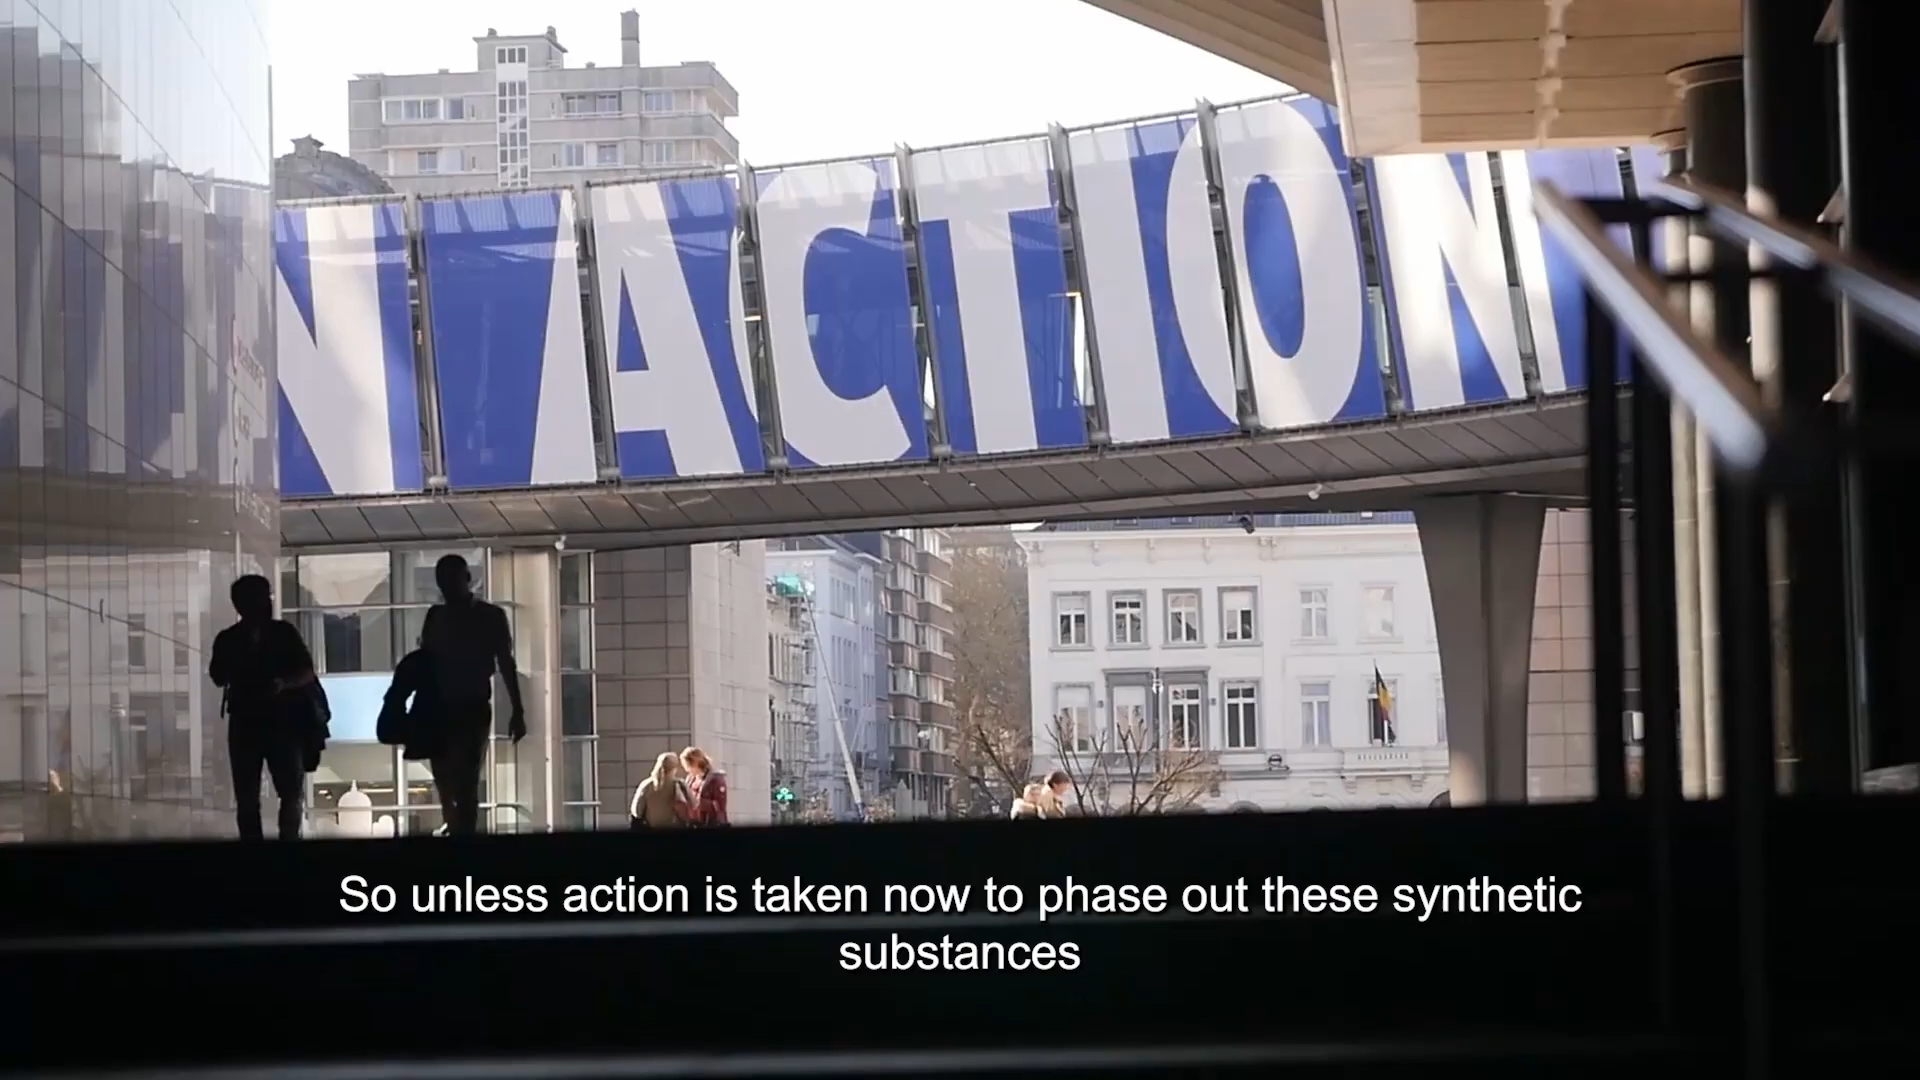 N ACTION
So unless action is taken now to phase out these synthetic
substances